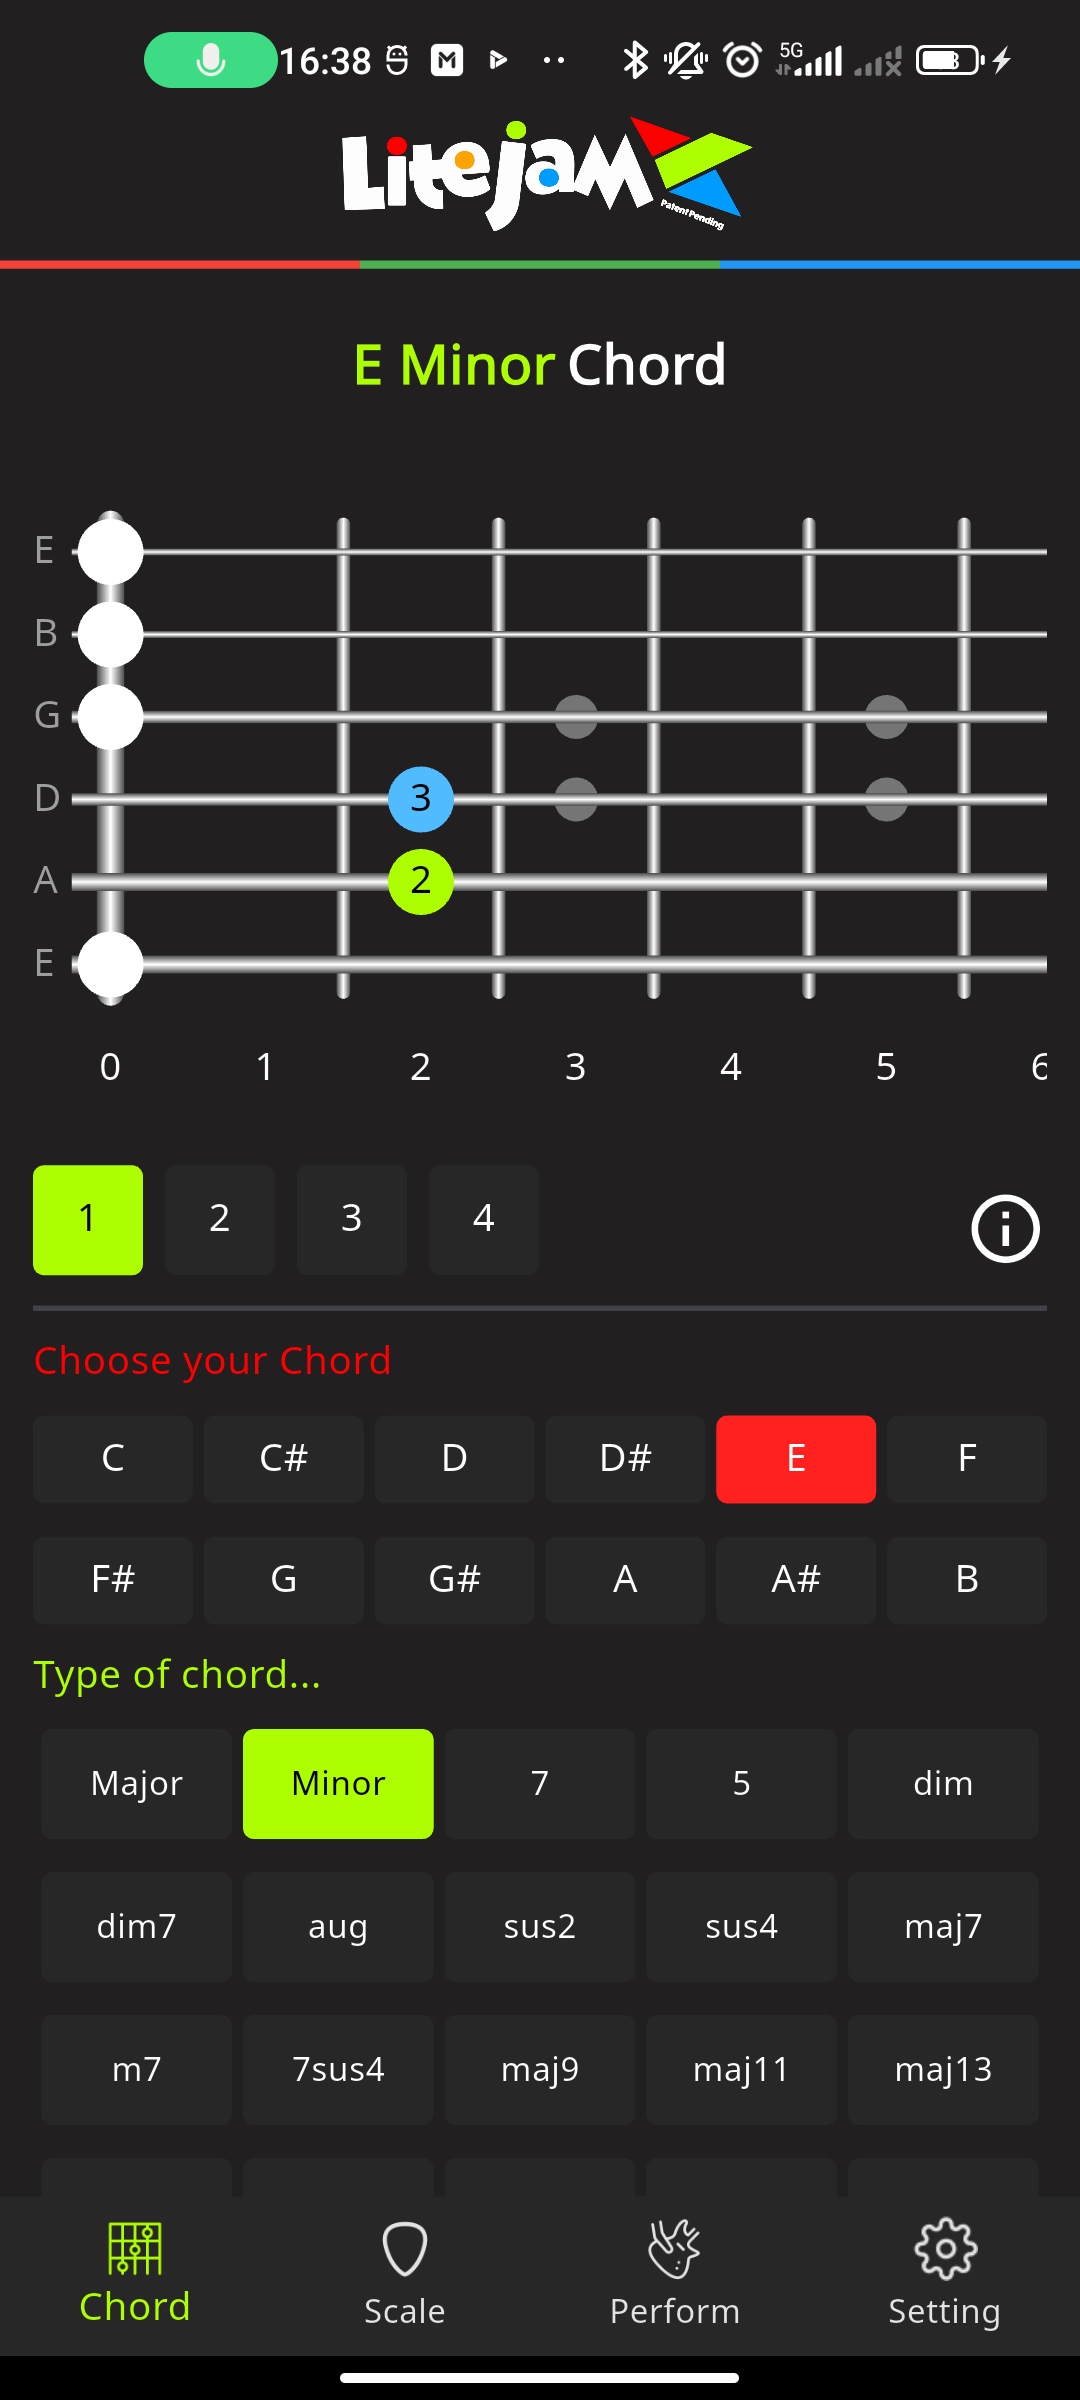 16:38 5G
LiteJam
Patent Pending
E Minor Chord
E
B
G
D
3
A
2
E
0 1 2 3 4 5 6
1 2 3 4
Choose your Chord
C C# D D# E F
F# G G# A A# B
Type of chord...
Major Minor 7 5 dim
dim7 aug sus2 sus4 maj7
m7 7sus4 maj9 maj11 maj13
Chord Scale Perform Setting